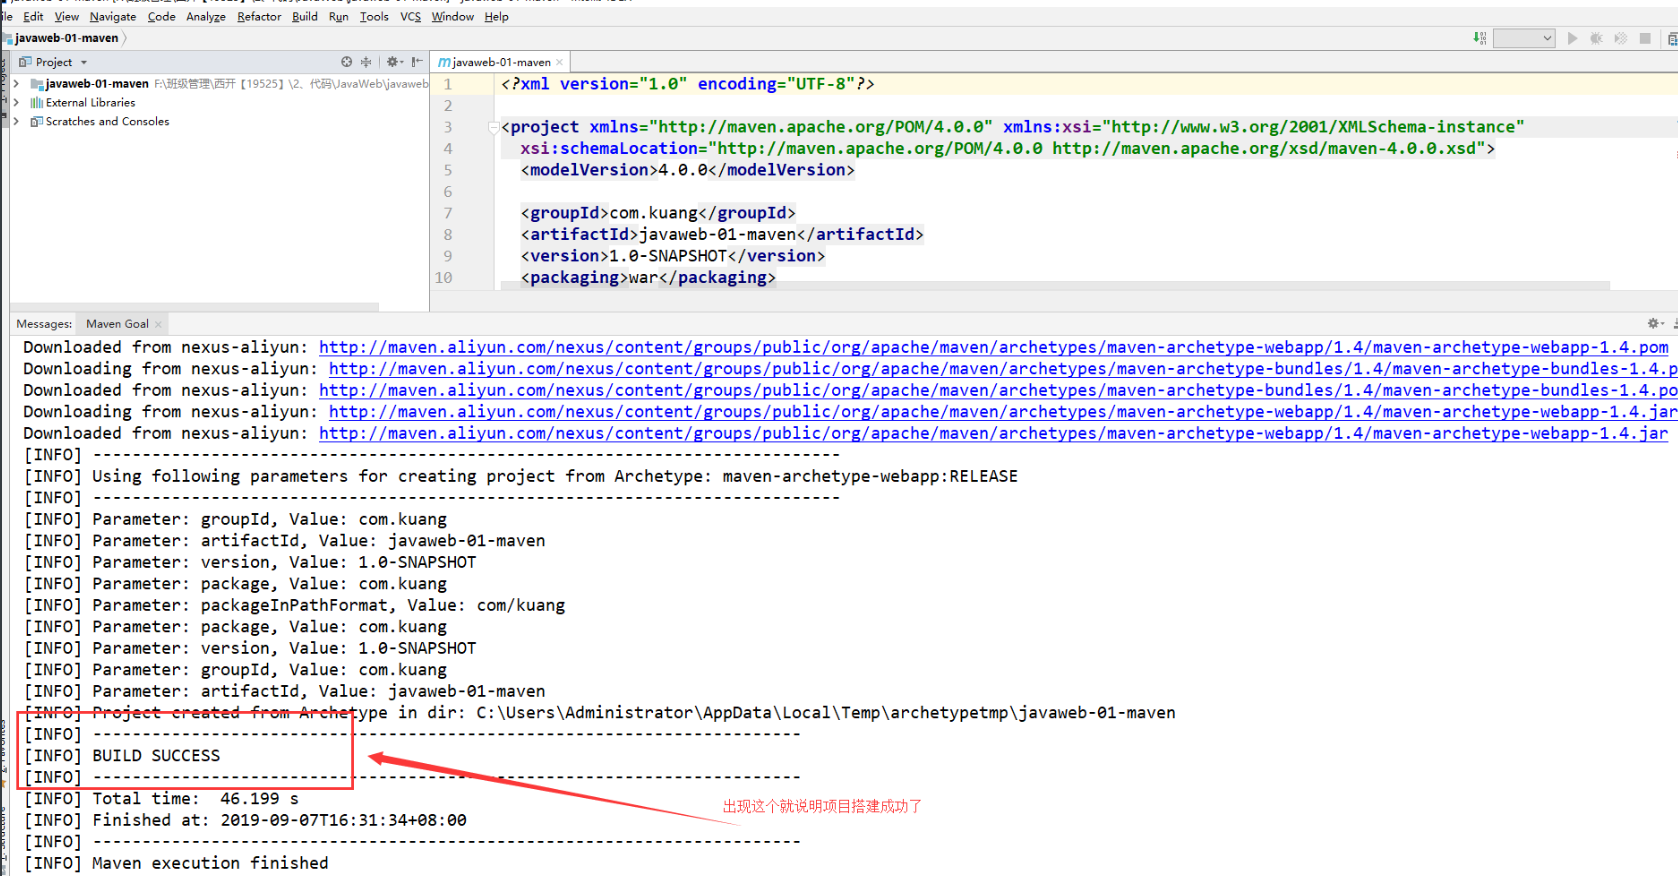 Edit View Navigate Code Analyze Refactor Build Run Tools VCS Window Help
javaweb-01-maven
Project
javaweb-01-maven
javaweb-01-maven F:\班级管理\西开【19525】\2、代码\JavaWeb\javaweb
External Libraries
Scratches and Consoles
1 <?xml version="1.0" encoding="UTF-8"?>
2
3 <project xmlns="http://maven.apache.org/POM/4.0.0" xmlns:xsi="http://www.w3.org/2001/XMLSchema-instance"
4 xsi:schemaLocation="http://maven.apache.org/POM/4.0.0 http://maven.apache.org/xsd/maven-4.0.0.xsd">
5 <modelVersion>4.0.0</modelVersion>
6
7 <groupId>com.kuang</groupId>
8 <artifactId>javaweb-01-maven</artifactId>
9 <version>1.0-SNAPSHOT</version>
10 <packaging>war</packaging>
Messages: Maven Goal
Downloaded from nexus-aliyun: http://maven.aliyun.com/nexus/content/groups/public/org/apache/maven/archetypes/maven-archetype-webapp/1.4/maven-archetype-webapp-1.4.pom
Downloading from nexus-aliyun: http://maven.aliyun.com/nexus/content/groups/public/org/apache/maven/archetypes/maven-archetype-bundles/1.4/maven-archetype-bundles-1.4.p
Downloaded from nexus-aliyun: http://maven.aliyun.com/nexus/content/groups/public/org/apache/maven/archetypes/maven-archetype-bundles/1.4/maven-archetype-bundles-1.4.po
Downloading from nexus-aliyun: http://maven.aliyun.com/nexus/content/groups/public/org/apache/maven/archetypes/maven-archetype-webapp/1.4/maven-archetype-webapp-1.4.jar
Downloaded from nexus-aliyun: http://maven.aliyun.com/nexus/content/groups/public/org/apache/maven/archetypes/maven-archetype-webapp/1.4/maven-archetype-webapp-1.4.jar
[INFO] ----------------------------------------------------------------------------
[INFO] Using following parameters for creating project from Archetype: maven-archetype-webapp:RELEASE
[INFO] ----------------------------------------------------------------------------
[INFO] Parameter: groupId, Value: com.kuang
[INFO] Parameter: artifactId, Value: javaweb-01-maven
[INFO] Parameter: version, Value: 1.0-SNAPSHOT
[INFO] Parameter: package, Value: com.kuang
[INFO] Parameter: packageInPathFormat, Value: com/kuang
[INFO] Parameter: package, Value: com.kuang
[INFO] Parameter: version, Value: 1.0-SNAPSHOT
[INFO] Parameter: groupId, Value: com.kuang
[INFO] Parameter: artifactId, Value: javaweb-01-maven
[INFO] Project created from Archetype in dir: C:\Users\Administrator\AppData\Local\Temp\archetypetmp\javaweb-01-maven
[INFO] ------------------------------------------------------------------------
[INFO] BUILD SUCCESS
[INFO] ------------------------------------------------------------------------
[INFO] Total time:  46.199 s
出现这个就说明项目搭建成功了
[INFO] Finished at: 2019-09-07T16:31:34+08:00
[INFO] ------------------------------------------------------------------------
[INFO] Maven execution finished